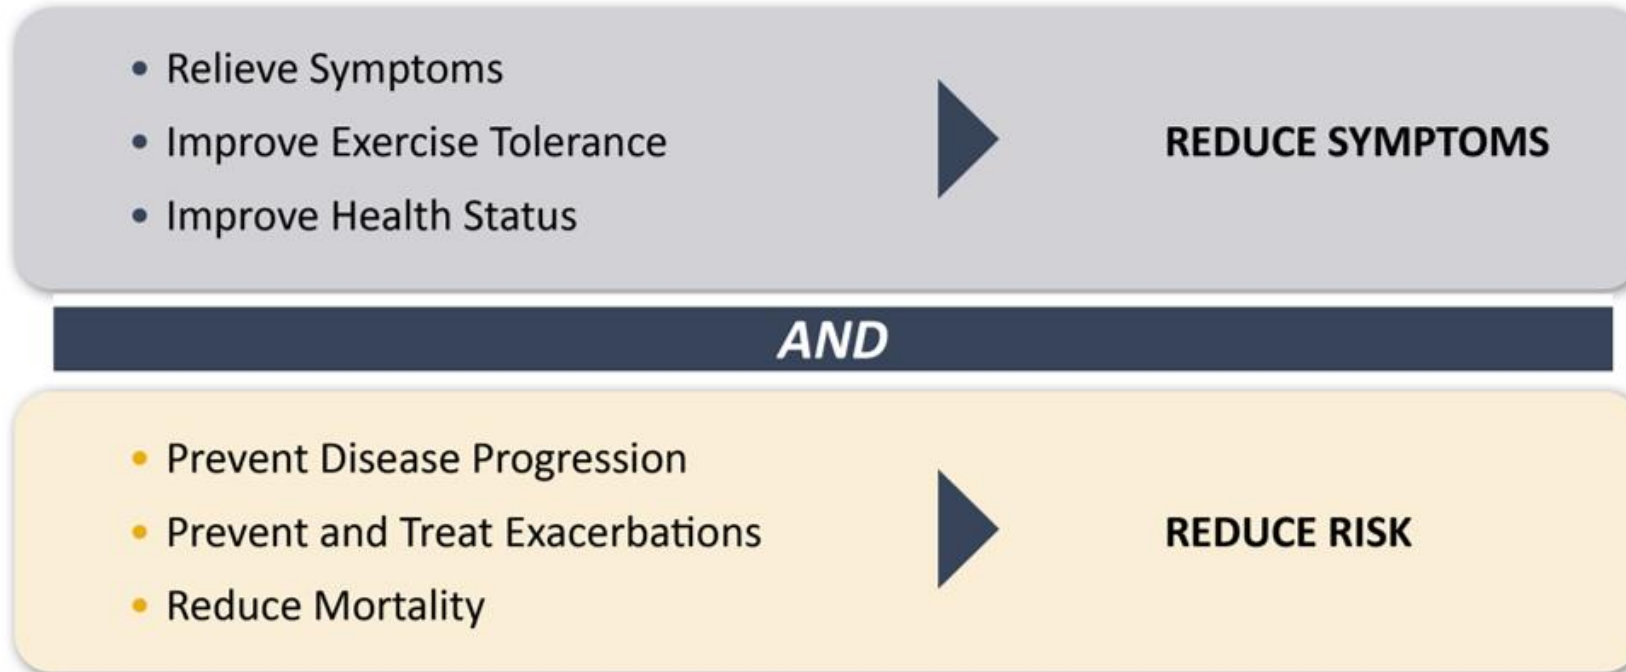 • Relieve Symptoms
• Improve Exercise Tolerance
• Improve Health Status
REDUCE SYMPTOMS
AND
• Prevent Disease Progression
• Prevent and Treat Exacerbations
• Reduce Mortality
REDUCE RISK